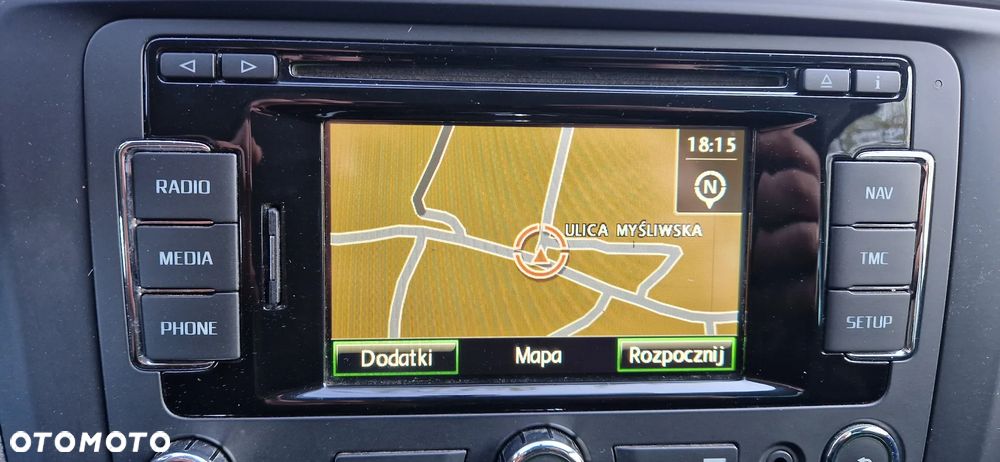 i
18:15
N
RADIO
NAV
ULICA MYŚLIWSKA
MEDIA
TMC
PHONE
SETUP
Dodatki Mapa Rozpocznij
OTOMOTO